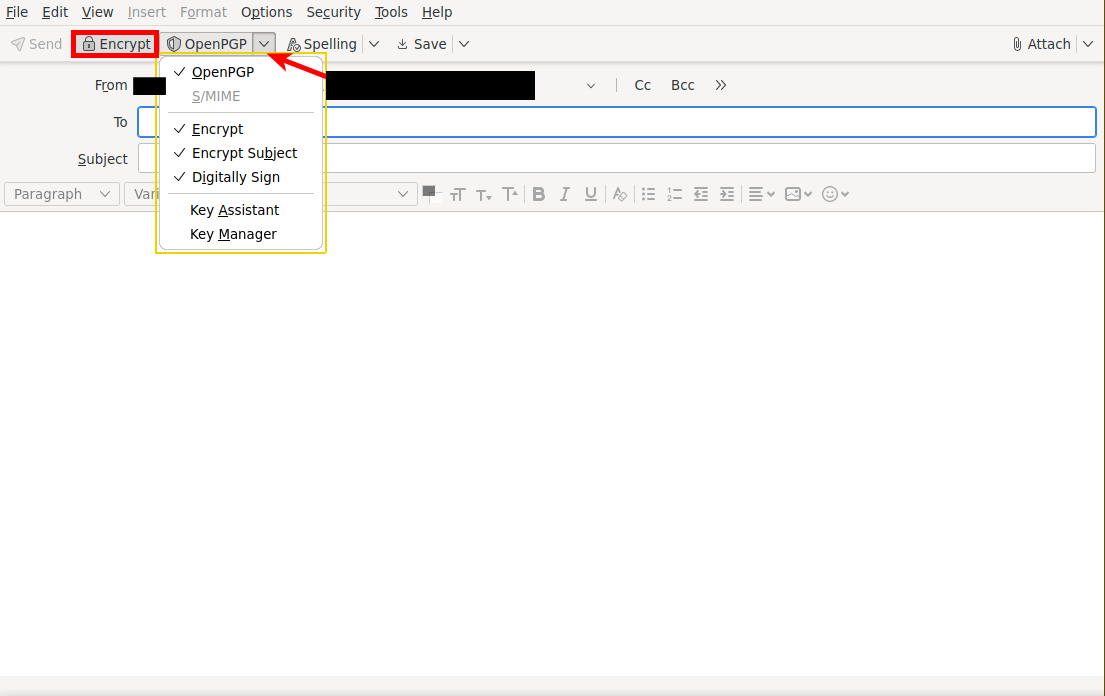 File Edit View Insert Format Options Security Tools Help
Send Encrypt OpenPGP Spelling Save Attach
From Cc Bcc
OpenPGP
S/MIME
To
Encrypt
Encrypt Subject
Subject
Digitally Sign
Paragraph Vari
Key Assistant
Key Manager